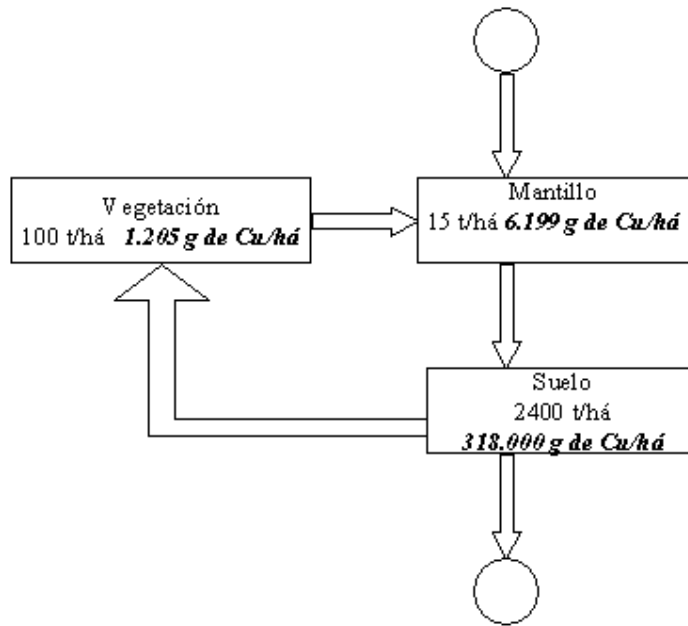 Vegetación
100 t/há 1.205 g de Cu/há
Mantillo
15 t/há 6.199 g de Cu/há
Suelo
2400 t/há
318.000 g de Cu/há